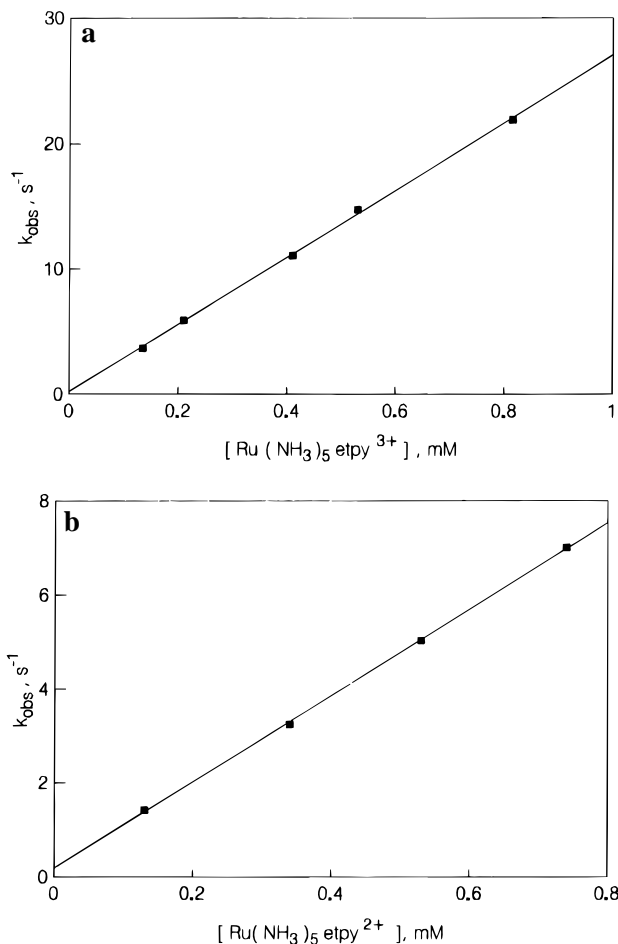 a
30
20
10
0
k_obs , s⁻¹
0 0.2 0.4 0.6 0.8 1
[ Ru ( NH₃ )₅ etpy ³⁺ ] , mM
b
8
6
4
2
0
k_obs , s⁻¹
0 0.2 0.4 0.6 0.8
[ Ru( NH₃ )₅ etpy ²⁺ ], mM